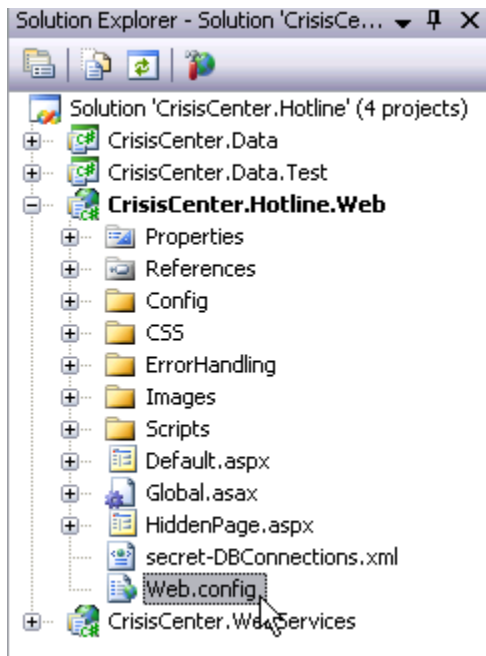 Solution Explorer - Solution 'CrisisCe...
Solution 'CrisisCenter.Hotline' (4 projects)
CrisisCenter.Data
CrisisCenter.Data.Test
CrisisCenter.Hotline.Web
Properties
References
Config
CSS
ErrorHandling
Images
Scripts
Default.aspx
Global.asax
HiddenPage.aspx
secret-DBConnections.xml
Web.config
CrisisCenter.WebServices